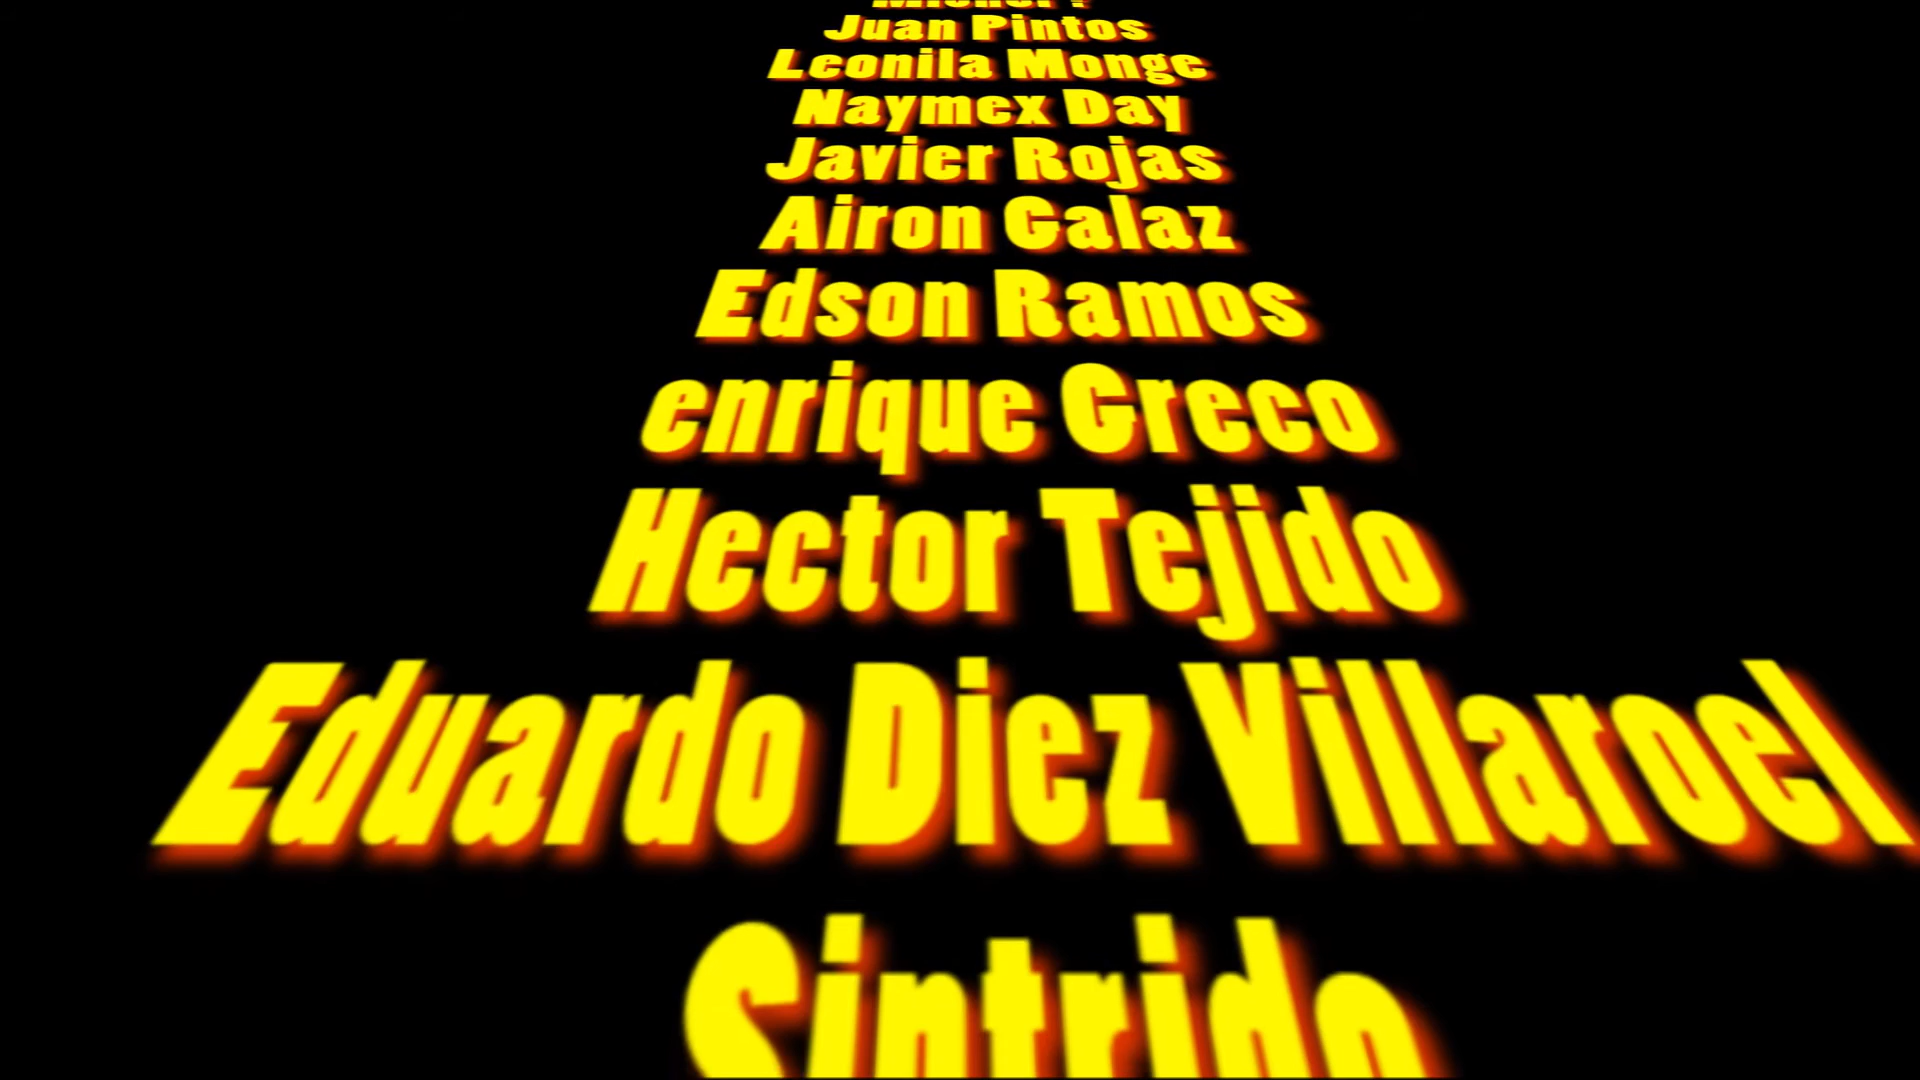 Juan Pintos
Leonila Monge
Naymex Day
Javier Rojas
Airon Galaz
Edson Ramos
enrique Greco
Hector Tejido
Eduardo Diez Villaroel